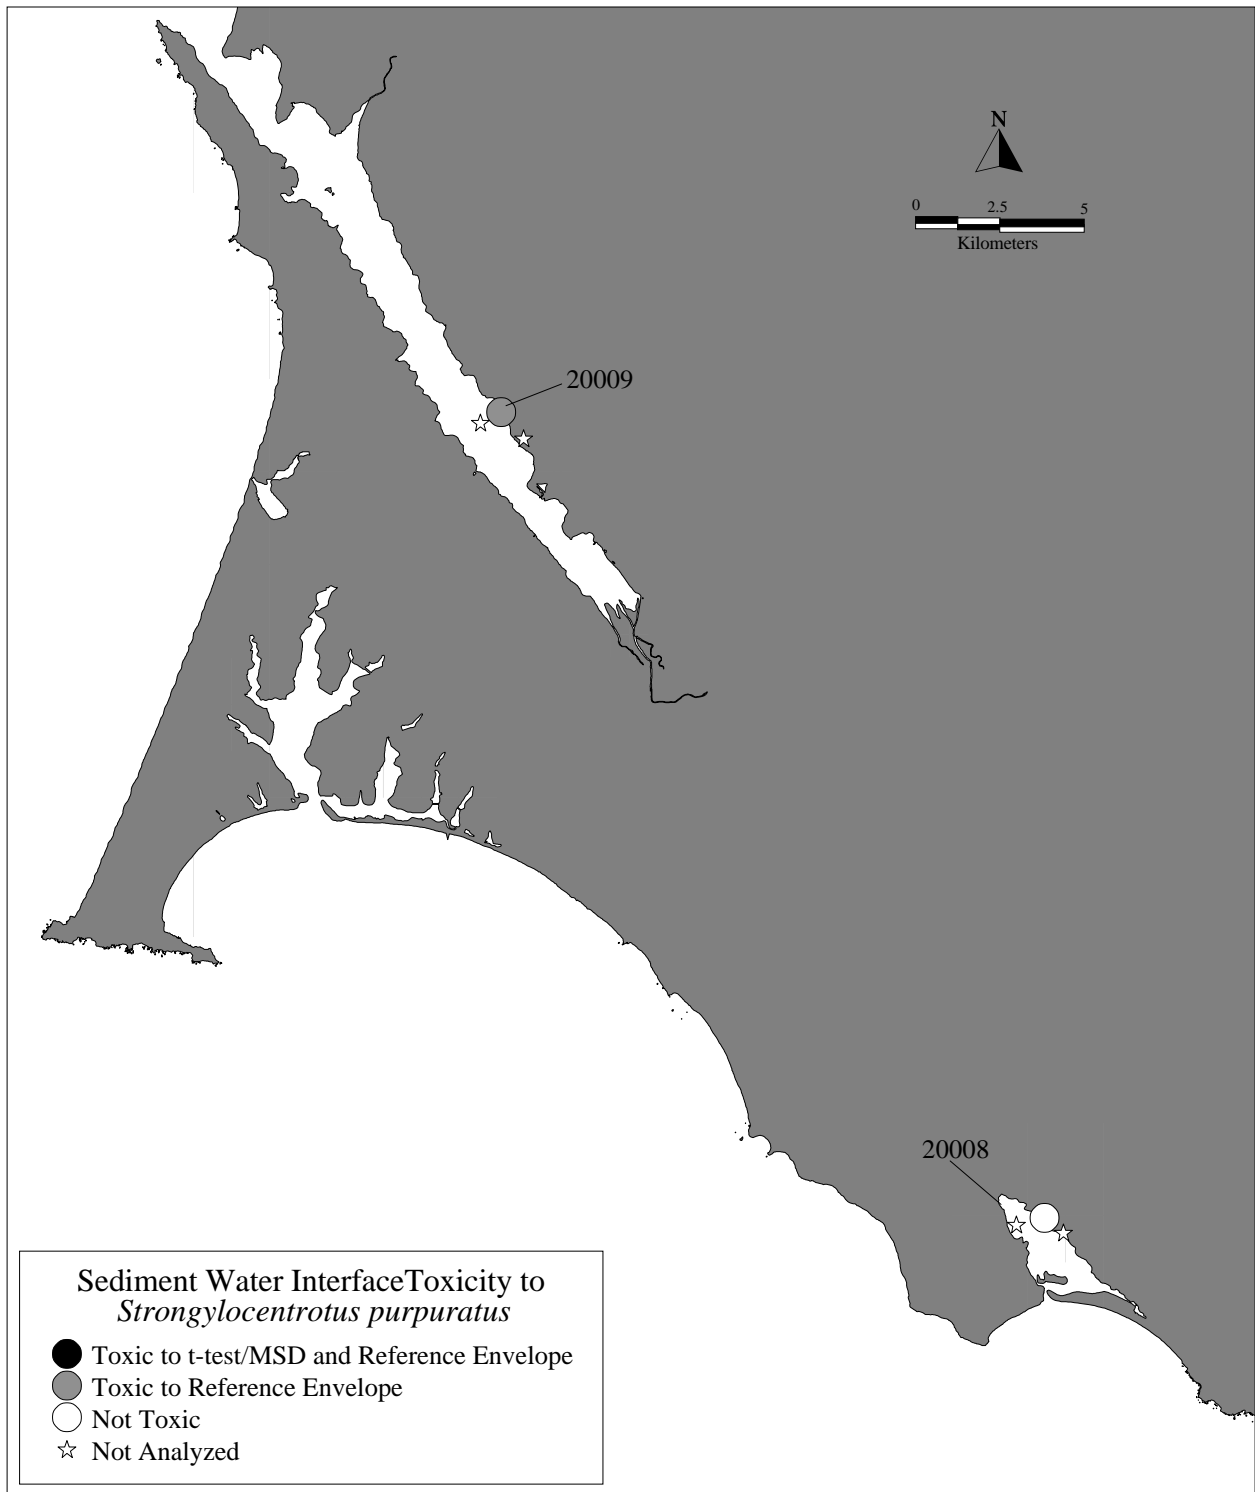 N
0 2.5 5
Kilometers
20009
20008
Sediment Water InterfaceToxicity to
Strongylocentrotus purpuratus
Toxic to t-test/MSD and Reference Envelope
Toxic to Reference Envelope
Not Toxic
Not Analyzed